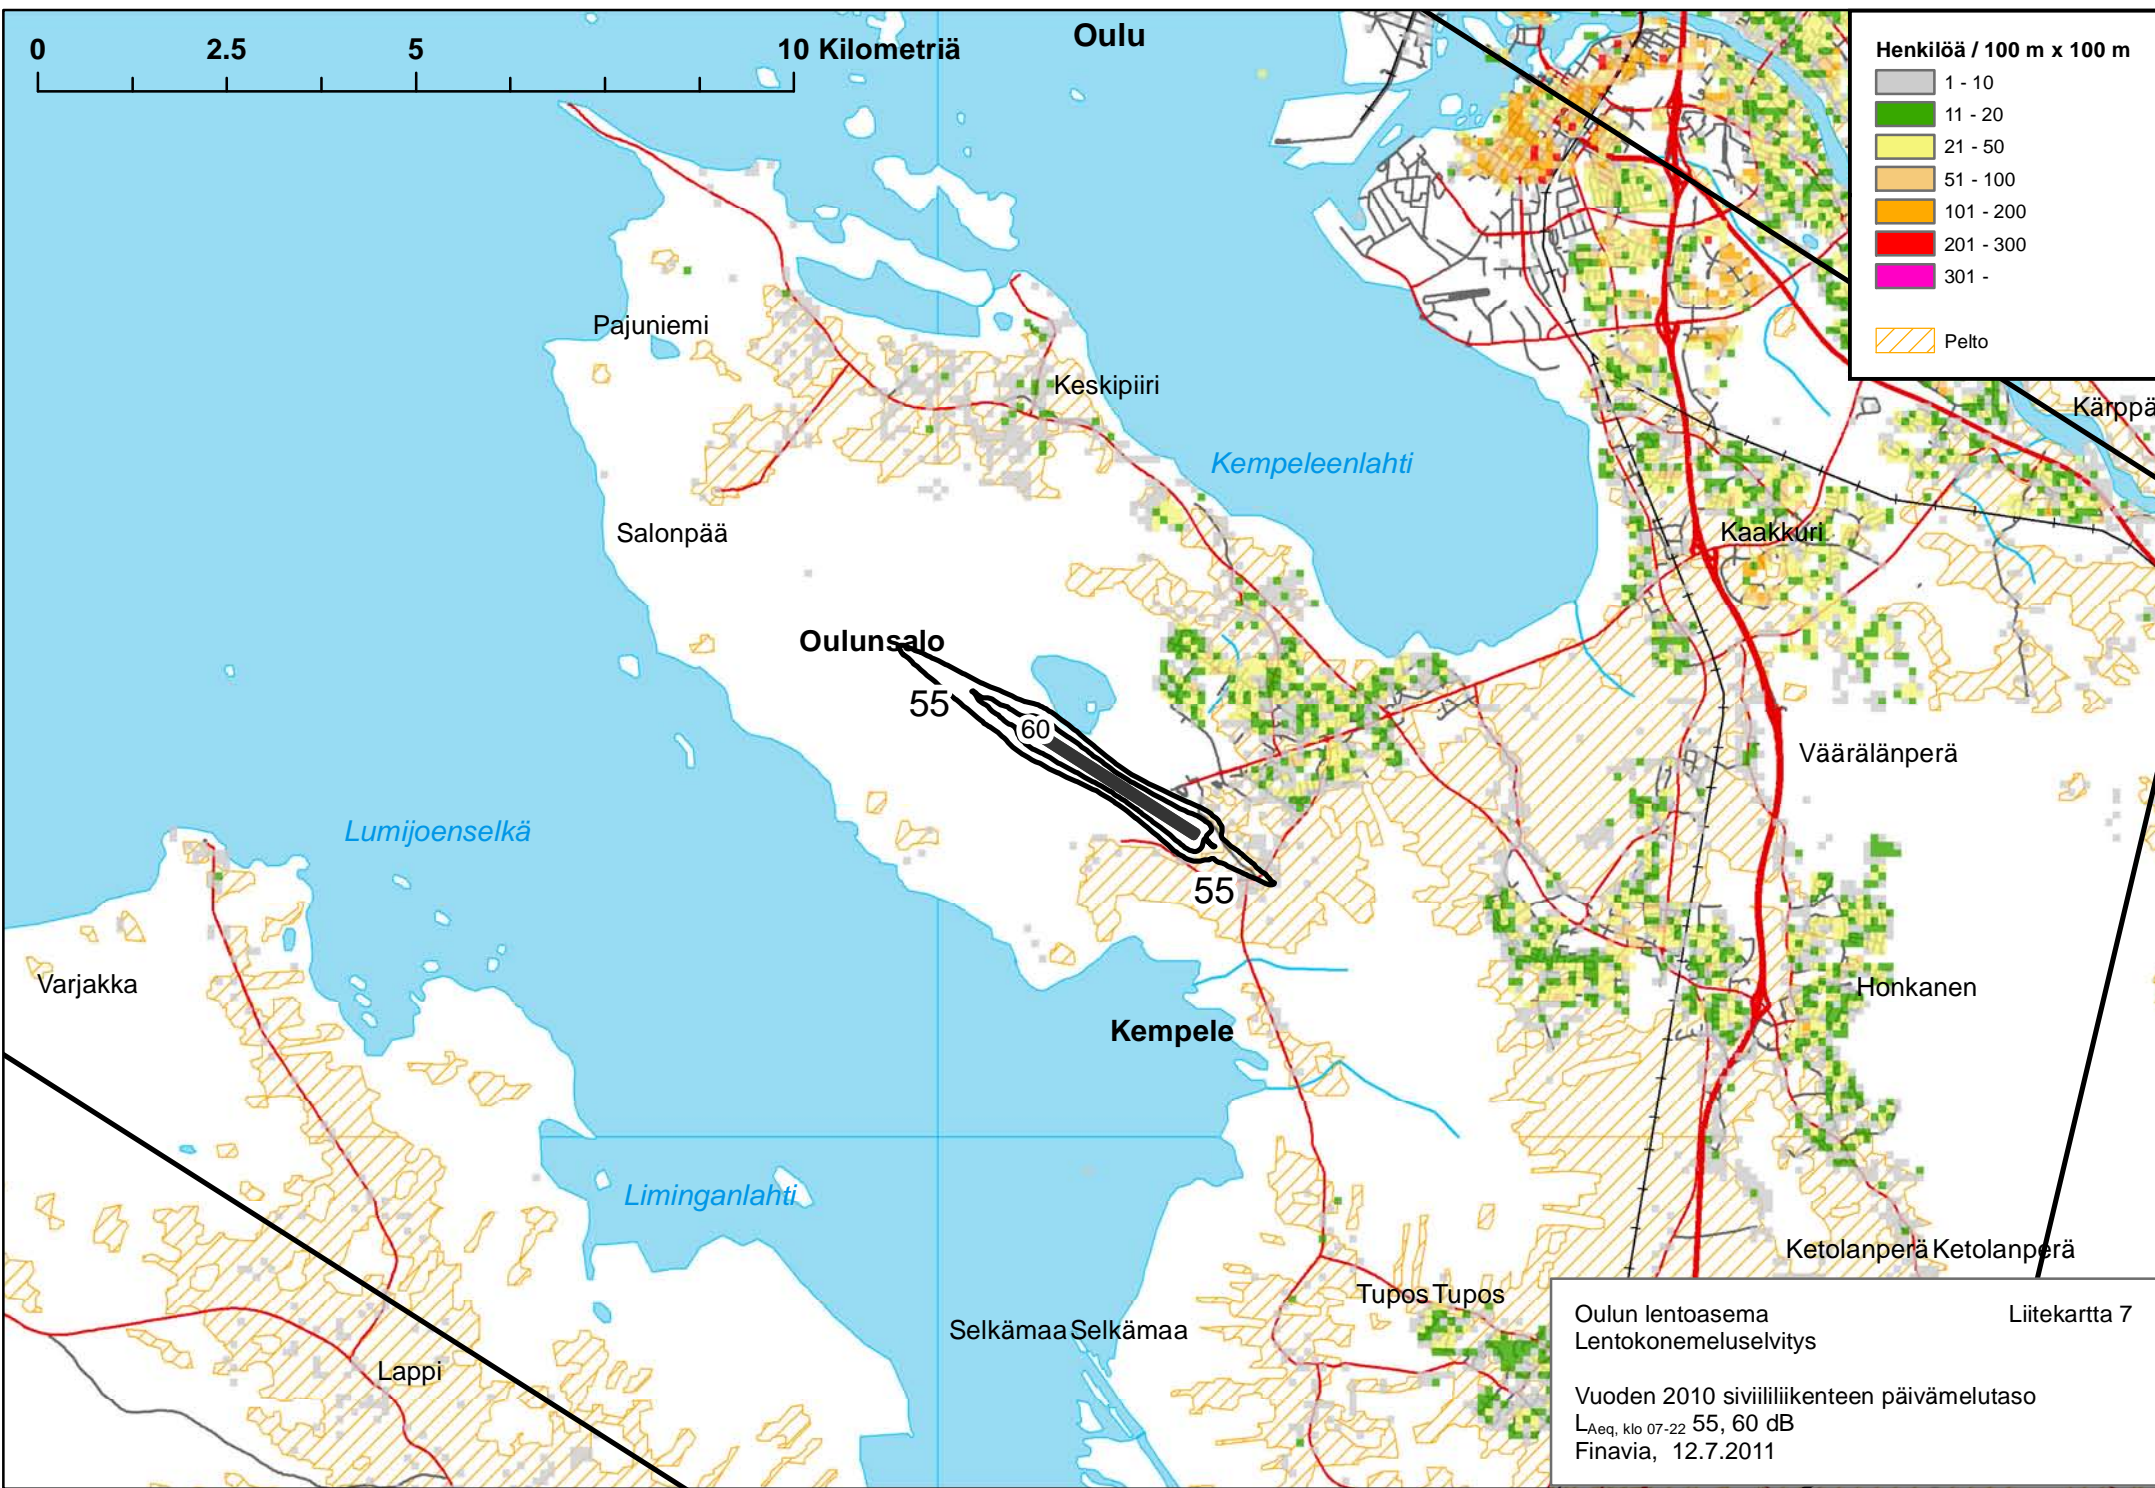 0 2.5 5 10 Kilometriä
Oulu
Henkilöä / 100 m x 100 m
1 - 10
11 - 20
21 - 50
51 - 100
101 - 200
201 - 300
301 -
Pelto
Pajuniemi
Keskipiiri
Kärppä
Kempeleenlahti
Salonpää
Kaakkuri
Oulunsalo
55
60
Väärälänperä
Lumijoenselkä
55
Varjakka
Honkanen
Kempele
Liminganlahti
Ketolanperä Ketolanperä
Tupos Tupos
Selkämaa Selkämaa
Lappi
Oulun lentoasema Liitekartta 7
Lentokonemeluselvitys
Vuoden 2010 siviililiikenteen päivämelutaso
LAeq, klo 07-22 55, 60 dB
Finavia, 12.7.2011